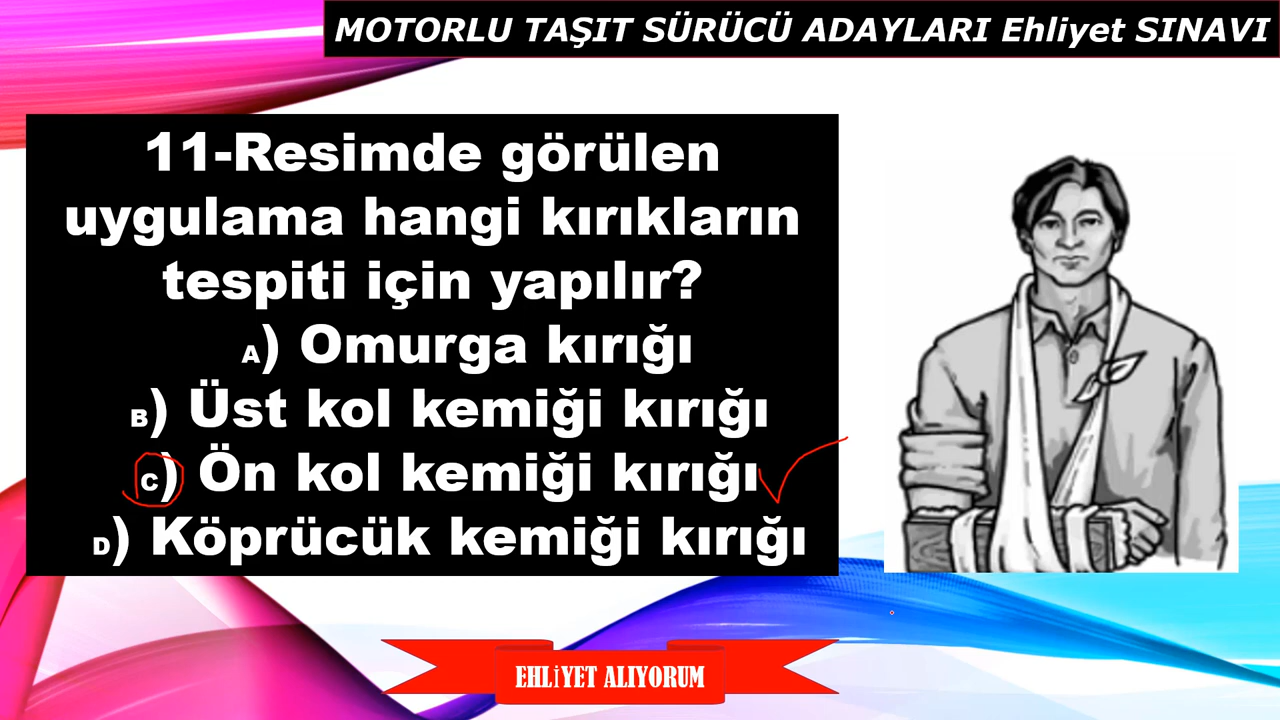 MOTORLU TAŞIT SÜRÜCÜ ADAYLARI Ehliyet SINAVI
11-Resimde görülen
uygulama hangi kırıkların
tespiti için yapılır?
A) Omurga kırığı
B) Üst kol kemiği kırığı
C) Ön kol kemiği kırığı
D) Köprücük kemiği kırığı
EHLİYET ALIYORUM